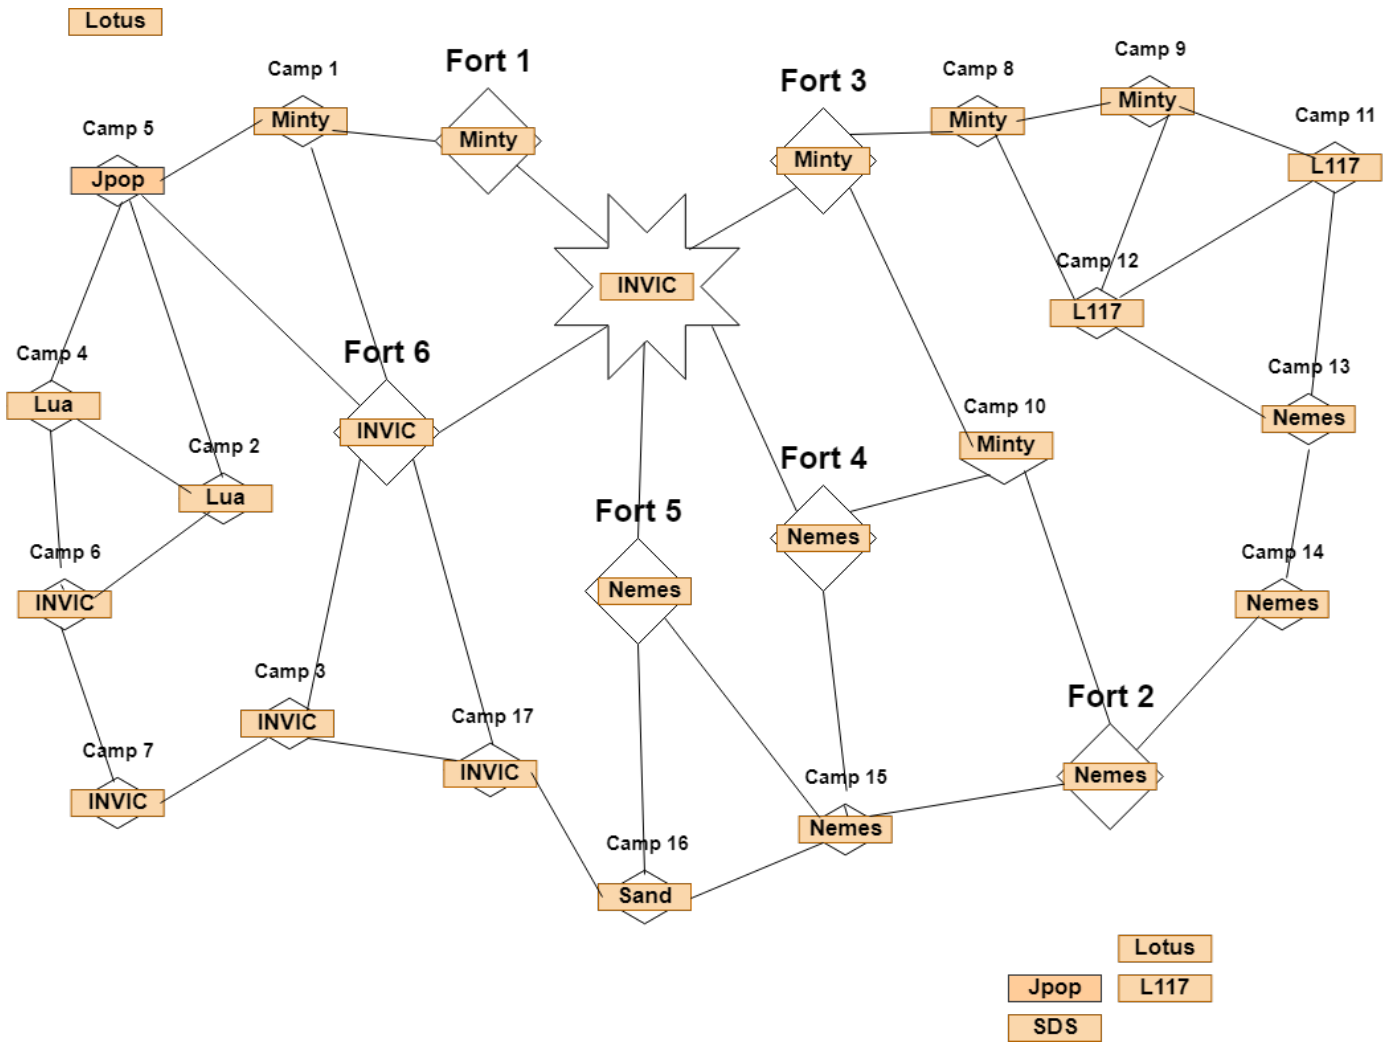 Lotus
Camp 1
Minty
Fort 1
Minty
Camp 5
Jpop
Fort 3
Minty
Camp 8
Minty
Camp 9
Minty
Camp 11
L117
INVIC
Camp 12
L117
Camp 4
Lua
Camp 2
Lua
Fort 6
INVIC
Camp 13
Nemes
Camp 10
Minty
Fort 4
Nemes
Fort 5
Nemes
Camp 6
INVIC
Camp 14
Nemes
Camp 3
INVIC
Camp 17
INVIC
Camp 7
INVIC
Fort 2
Nemes
Camp 15
Nemes
Camp 16
Sand
Lotus
Jpop
L117
SDS